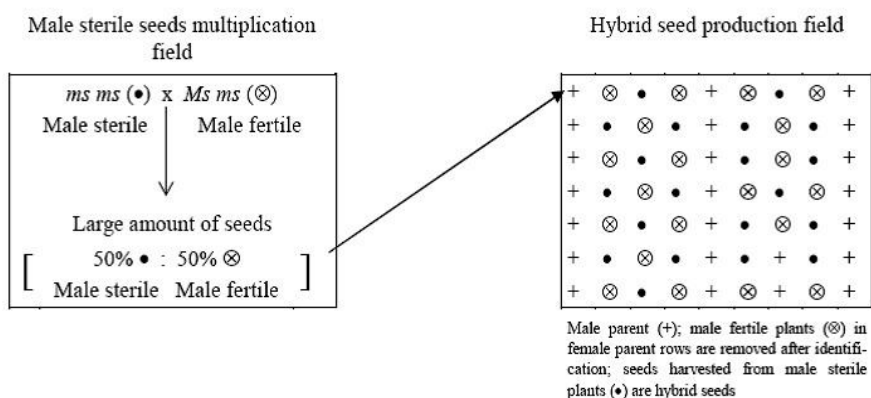 Male sterile seeds multiplication
field
ms ms (●) x Ms ms (⊗)
Male sterile Male fertile
Large amount of seeds
[ 50% ● : 50% ⊗ ]
Male sterile Male fertile
Hybrid seed production field
+ ⊗ ● ⊗ + ⊗ ● ⊗ +
+ ● ⊗ ● + ● ⊗ ● +
+ ⊗ ● ⊗ + ● ⊗ ● +
+ ● ⊗ ● + ⊗ ● ⊗ +
+ ⊗ ● ⊗ + ● ⊗ ● +
+ ● ⊗ ● + ● + ● +
+ ⊗ ● ⊗ + ⊗ + ⊗ +
Male parent (+); male fertile plants (⊗) in
female parent rows are removed after identifi-
cation; seeds harvested from male sterile
plants (●) are hybrid seeds